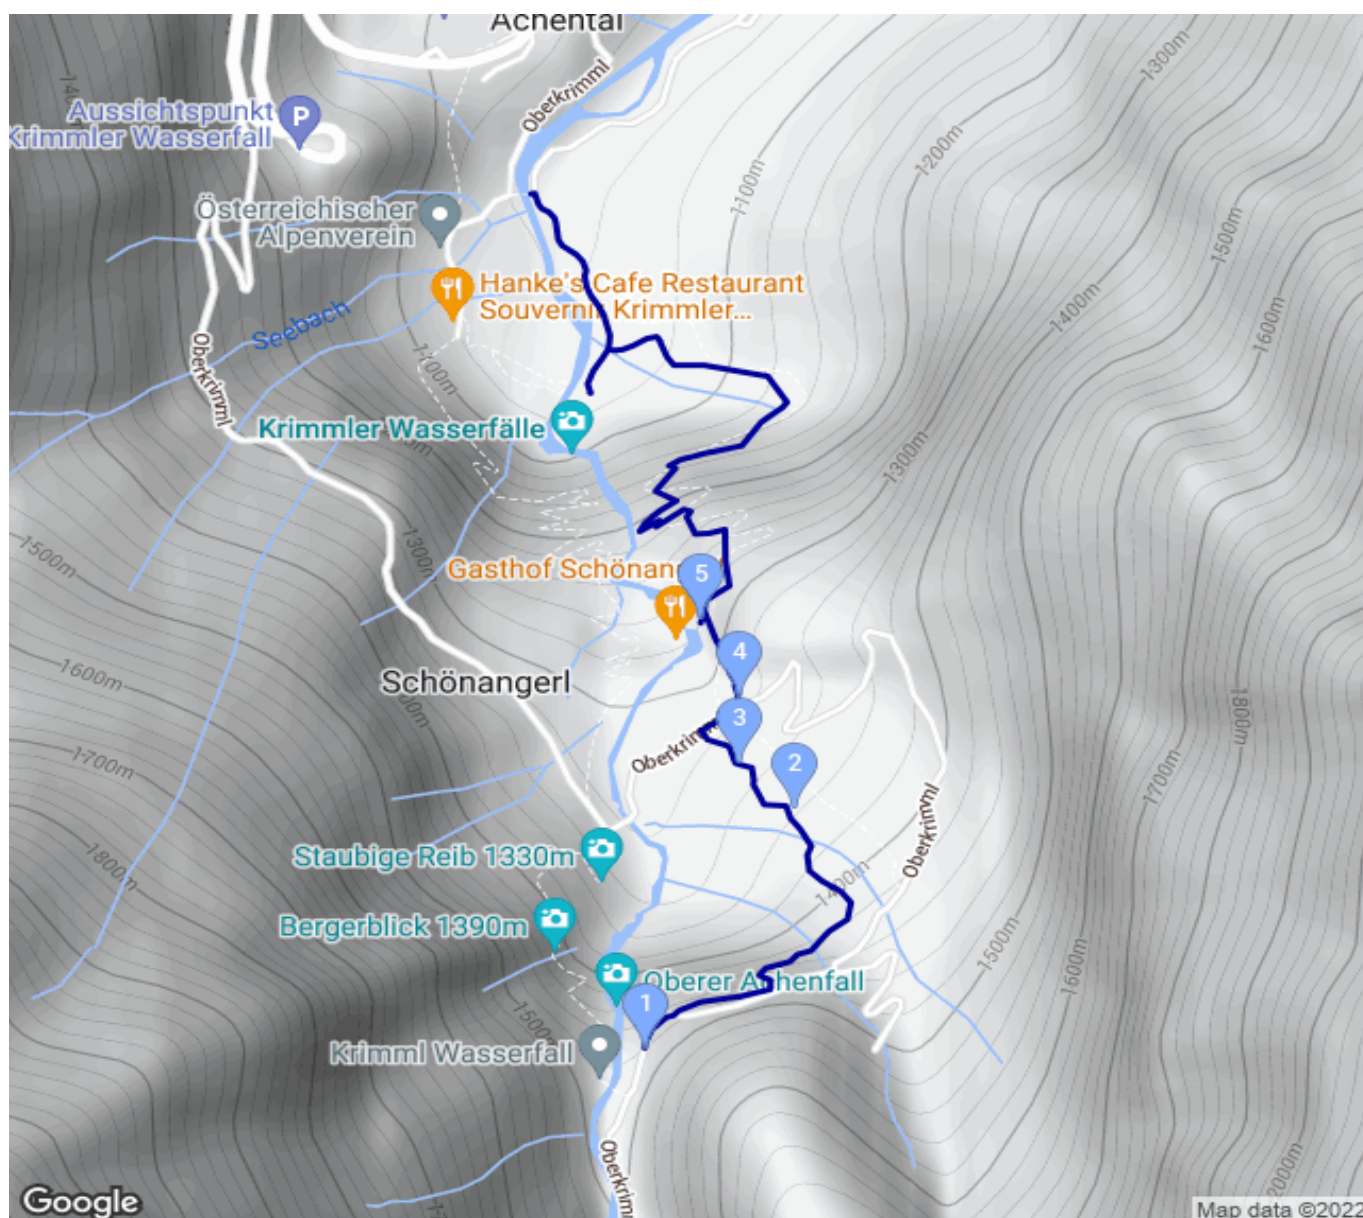 Achental
Oberkrimml
1300m
Aussichtspunkt
Krimmler Wasserfall
P
1200m
1100m
Österreichischer
Alpenverein
1500m
Hanke's Cafe Restaurant
Souvernir Krimmler...
1400m
1600m
Seebach
Oberkrimml
1100m
Krimmler Wasserfälle
1300m
1500m
1300m
Gasthof Schönang
5
1600m
4
Schönangerl
3
1800m
1700m
2
1700m
Oberkrimml
Staubige Reib 1330m
1800m
1400m
Bergerblick 1390m
1500m
1600m
Oberer Achenfall
1
1500m
Krimml Wasserfall
2000m
Google
Map data ©2022